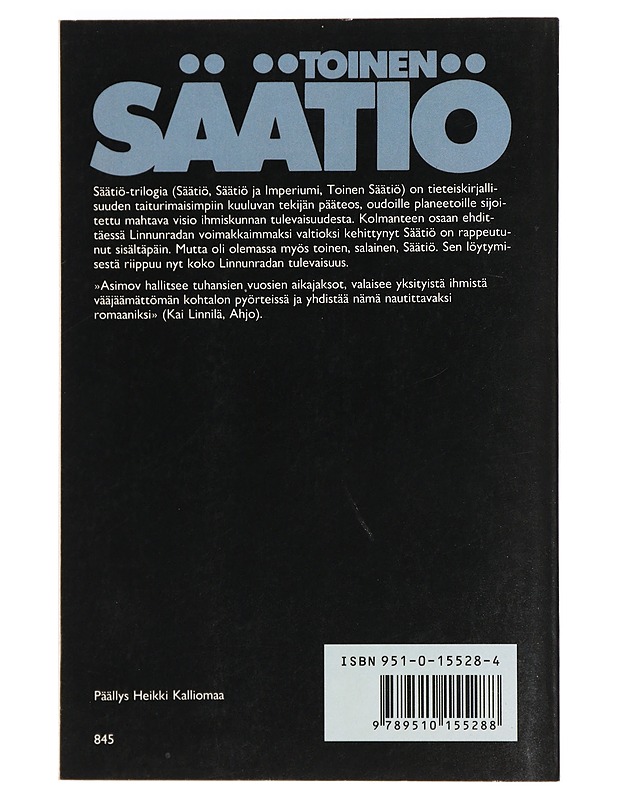 TOINEN
SÄÄTIÖ
Säätiö-trilogia (Säätiö, Säätiö ja Imperiumi, Toinen Säätiö) on tieteiskirjalli-
suuden taiturimaisimpiin kuuluvan tekijän pääteos, oudoille planeetoille sijoi-
tettu mahtava visio ihmiskunnan tulevaisuudesta. Kolmanteen osaan ehdit-
täessä Linnunradan voimakkaimmaksi valtioksi kehittynyt Säätiö on rappeutu-
nut sisältäpäin. Mutta oli olemassa myös toinen, salainen, Säätiö. Sen löytymi-
sestä riippuu nyt koko Linnunradan tulevaisuus.
»Asimov hallitsee tuhansien vuosien aikajaksot, valaisee yksityistä ihmistä
vääjäämättömän kohtalon pyörteissä ja yhdistää nämä nautittavaksi
romaaniksi» (Kai Linnilä, Ahjo).
ISBN 951-0-15528-4
9 789510 155288
Päällys Heikki Kalliomaa
845